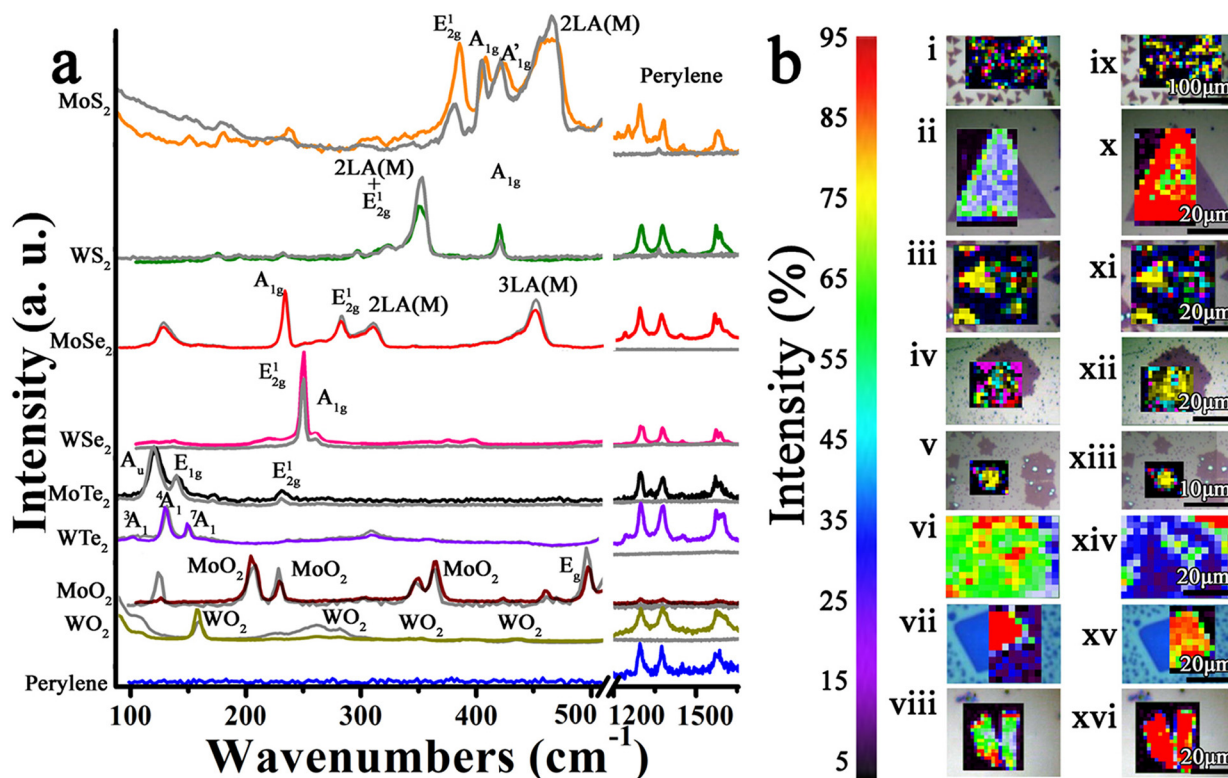 a
Intensity (a. u.)
MoS2
E12g
A1g
A'1g
2LA(M)
Perylene
WS2
2LA(M)
+
E12g
A1g
MoSe2
A1g
E12g
2LA(M)
3LA(M)
WSe2
E12g
A1g
MoTe2
Au
E1g
E12g
WTe2
3A1
4A1
7A1
MoO2
MoO2
MoO2
MoO2
Eg
WO2
WO2
WO2
WO2
WO2
Perylene
100 200 300 400 500 1200 1500
Wavenumbers (cm-1)
b
Intensity (%)
95
85
75
65
55
45
35
25
15
5
i
ix
100μm
ii
x
20μm
iii
xi
20μm
iv
xii
20μm
v
xiii
10μm
vi
xiv
20μm
vii
xv
20μm
viii
xvi
20μm